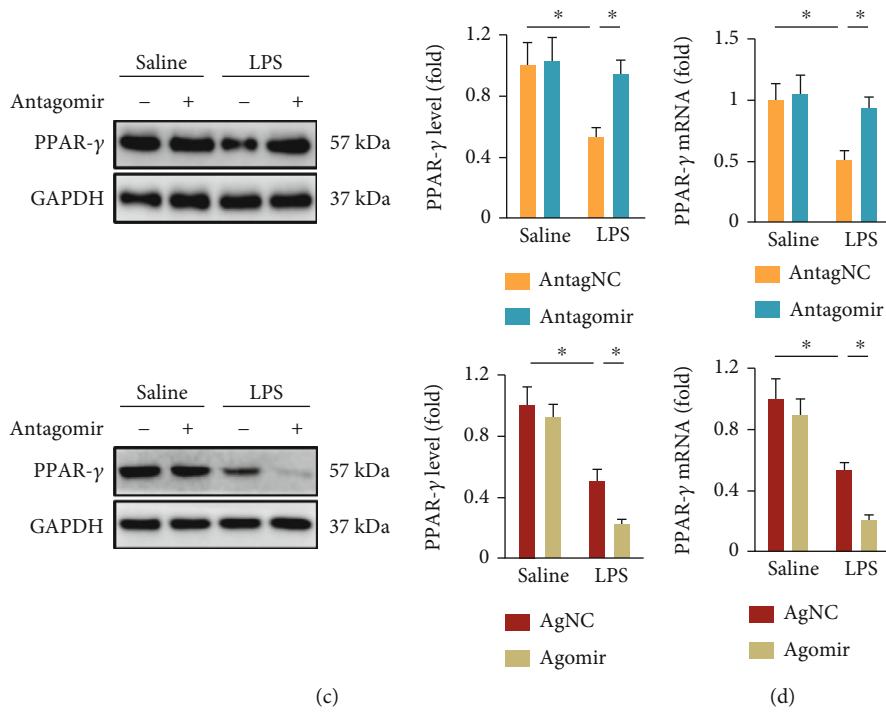 Saline LPS
Antagomir – + – +
PPAR-γ 57 kDa
GAPDH 37 kDa
PPAR-γ level (fold)
1.2
0.8
0.4
0
* *
Saline LPS
AntagNC
Antagomir
PPAR-γ mRNA (fold)
1.5
1
0.5
0
* *
Saline LPS
AntagNC
Antagomir
Saline LPS
Antagomir – + – +
PPAR-γ 57 kDa
GAPDH 37 kDa
PPAR-γ level (fold)
1.2
0.8
0.4
0
* *
Saline LPS
AgNC
Agomir
PPAR-γ mRNA (fold)
1.2
0.8
0.4
0
* *
Saline LPS
AgNC
Agomir
(c) (d)